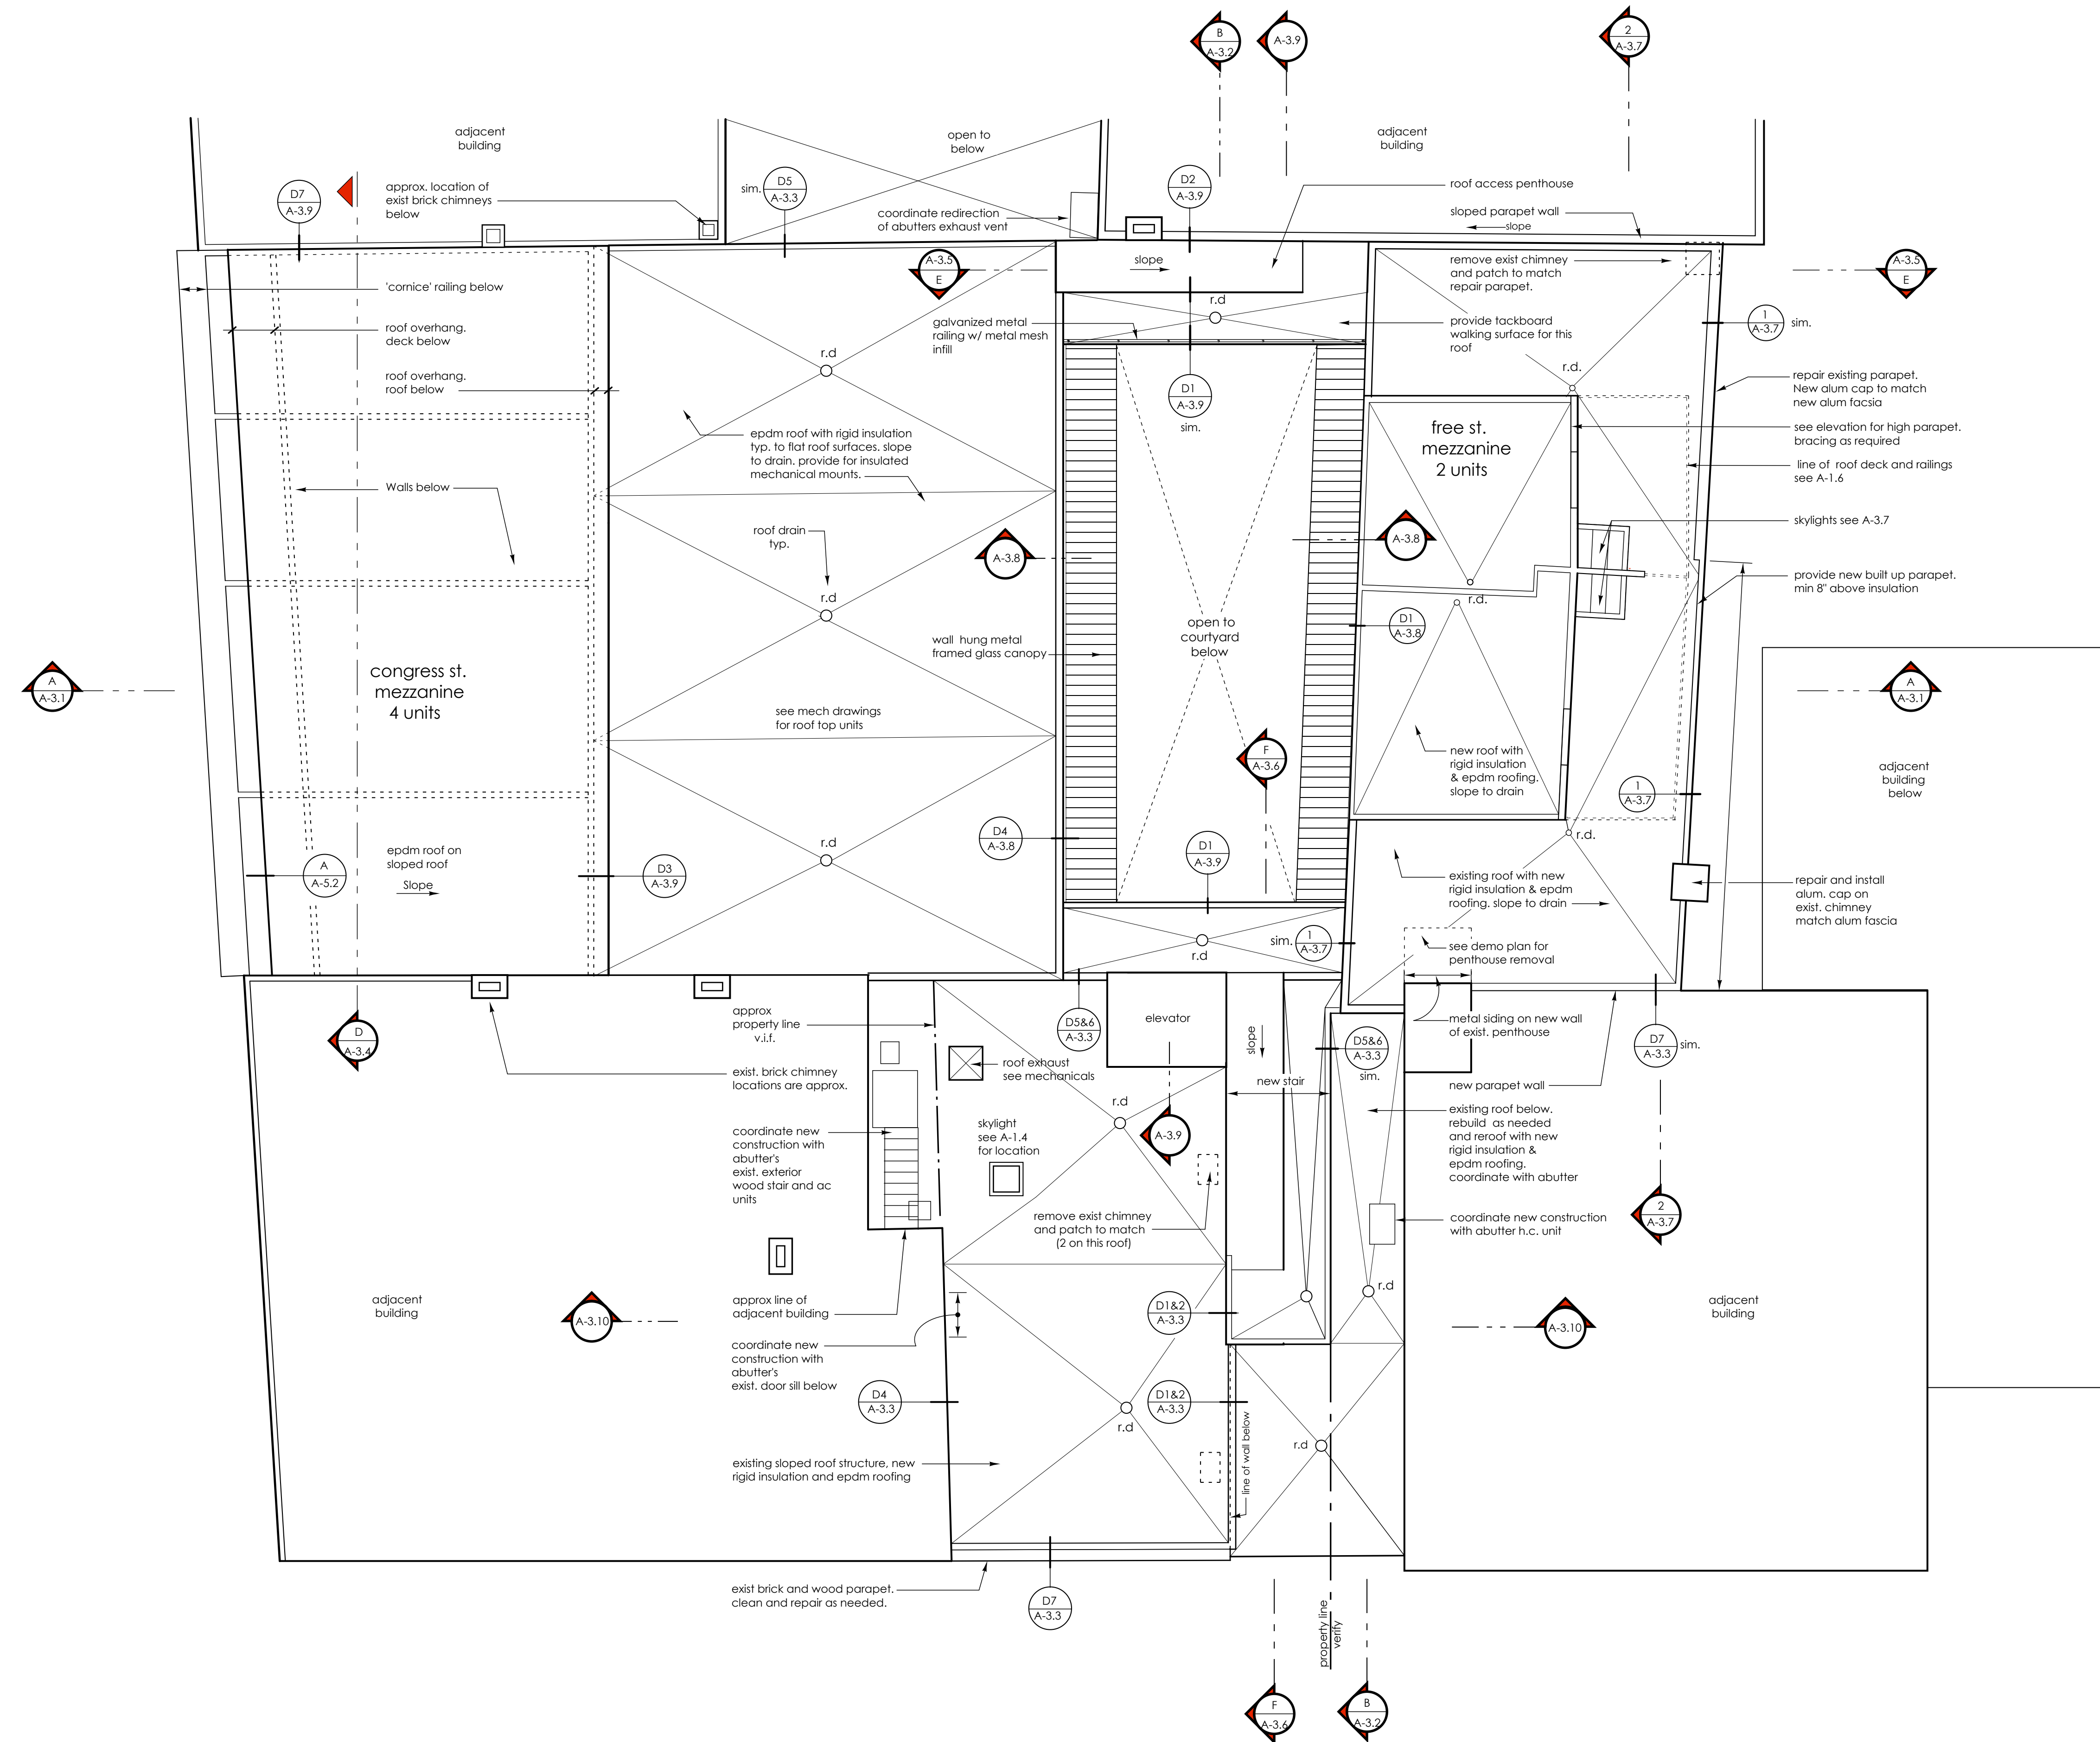 B
A-3.2
A-3.9
2
A-3.7
adjacent
building
open to
below
adjacent
building
D7
A-3.9
approx. location of
exist brick chimneys
below
sim.
D5
A-3.3
D2
A-3.9
coordinate redirection
of abutters exhaust vent
roof access penthouse
sloped parapet wall
slope
A-3.5
E
slope
remove exist chimney
and patch to match
repair parapet.
A-3.5
E
'cornice' railing below
roof overhang.
deck below
roof overhang.
roof below
r.d
galvanized metal
railing w/ metal mesh
infill
provide tackboard
walking surface for this
roof
1
A-3.7
sim.
r.d
r.d.
D1
A-3.9
sim.
repair existing parapet.
New alum cap to match
new alum facsia
epdm roof with rigid insulation
typ. to flat roof surfaces. slope
to drain. provide for insulated
mechanical mounts.
free st.
mezzanine
2 units
see elevation for high parapet.
bracing as required
line of roof deck and railings
see A-1.6
Walls below
roof drain
typ.
A-3.8
A-3.8
skylights see A-3.7
provide new built up parapet.
min 8" above insulation
r.d
r.d.
D1
A-3.8
wall hung metal
framed glass canopy
open to
courtyard
below
congress st.
mezzanine
4 units
A
A-3.1
A
A-3.1
see mech drawings
for roof top units
F
A-3.6
new roof with
rigid insulation
& epdm roofing.
slope to drain
adjacent
building
below
1
A-3.7
r.d
D4
A-3.8
D1
A-3.9
r.d.
epdm roof on
sloped roof
Slope
A
A-5.2
D3
A-3.9
existing roof with new
rigid insulation & epdm
roofing. slope to drain
repair and install
alum. cap on
exist. chimney
match alum fascia
r.d
sim.
1
A-3.7
see demo plan for
penthouse removal
approx
property line
v.i.f.
D5&6
A-3.3
elevator
slope
D5&6
A-3.3
sim.
metal siding on new wall
of exist. penthouse
D7
A-3.3
sim.
D
A-3.4
exist. brick chimney
locations are approx.
roof exhaust
see mechanicals
new stair
new parapet wall
r.d
A-3.9
existing roof below.
rebuild as needed
and reroof with new
rigid insulation &
epdm roofing.
coordinate with abutter
coordinate new
construction with
abutter's
exist. exterior
wood stair and ac
units
skylight
see A-1.4
for location
remove exist chimney
and patch to match
(2 on this roof)
coordinate new construction
with abutter h.c. unit
2
A-3.7
adjacent
building
A-3.10
approx line of
adjacent building
D1&2
A-3.3
r.d
A-3.10
adjacent
building
coordinate new
construction with
abutter's
exist. door sill below
D4
A-3.3
D1&2
A-3.3
r.d
r.d
line of wall below
existing sloped roof structure, new
rigid insulation and epdm roofing
exist brick and wood parapet.
clean and repair as needed.
D7
A-3.3
property line
verify
F
A-3.6
B
A-3.2